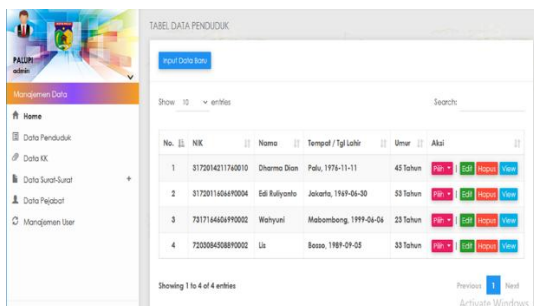 TABEL DATA PENDUDUK
PALUPI
admin
Input Data Baru
Manajemen Data
Home
Data Penduduk
Data KK
Data Surat-Surat +
Data Pejabat
Manajemen User
Show 10 entries
Search:
No. NIK Nama Tempat / Tgl Lahir Umur Aksi
1 3172014211760010 Dharma Dian Palu, 1976-11-11 45 Tahun Pilih | Edit Hapus View
2 3172011606690004 Edi Ruliyanto Jakarta, 1969-06-30 53 Tahun Pilih | Edit Hapus View
3 7317164606992002 Wahyuni Mabombong, 1999-06-06 23 Tahun Pilih | Edit Hapus View
4 7203084508890002 Lis Basso, 1989-09-05 33 Tahun Pilih | Edit Hapus View
Showing 1 to 4 of 4 entries
Previous 1 Next
Activate Windows